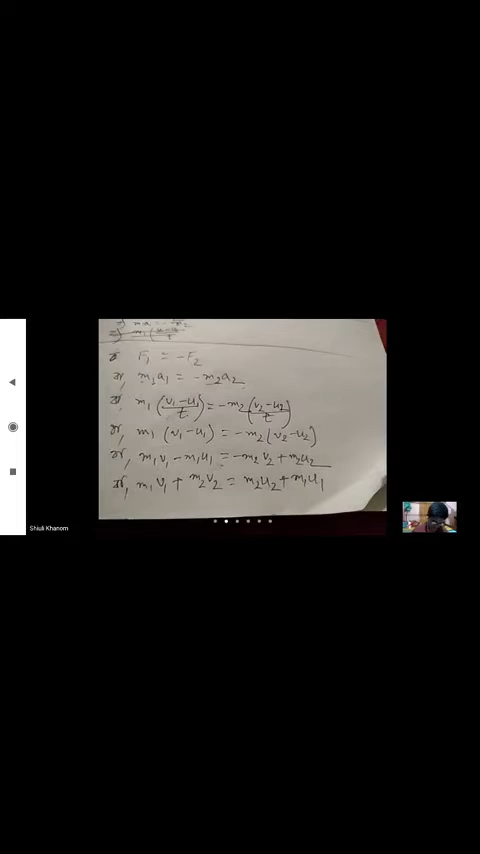 F₁ = -F₂
বা, m₁a₁ = -m₂a₂
বা, m₁ (v₁-u₁/t) = -m₂ (v₂-u₂/t)
বা, m₁ (v₁-u₁) = -m₂ (v₂-u₂)
বা, m₁v₁ - m₁u₁ = -m₂v₂ + m₂u₂
বা, m₁v₁ + m₂v₂ = m₂u₂ + m₁u₁
Shiuli Khanom